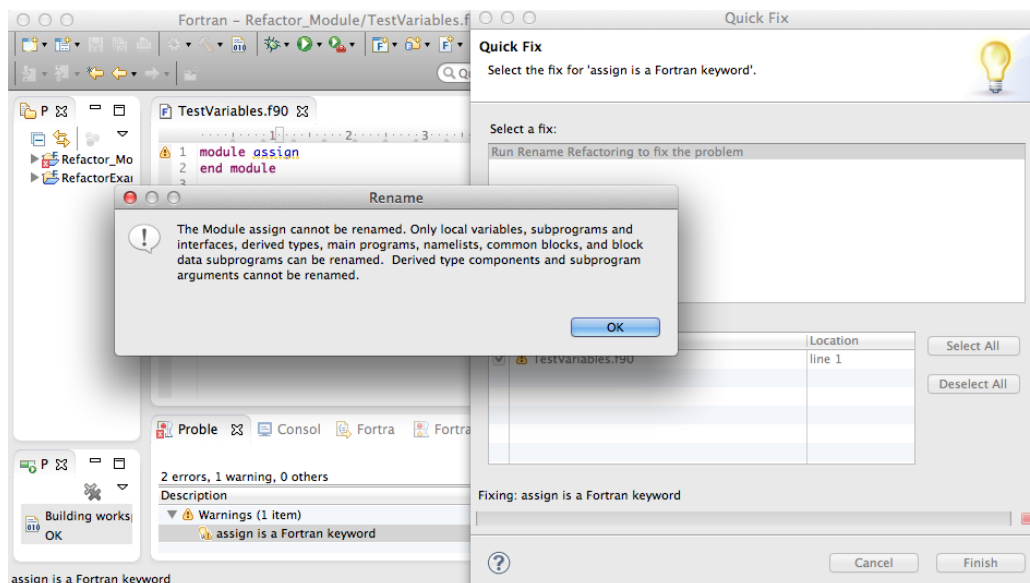 Fortran – Refactor_Module/TestVariables.f
Quick Fix
Quick Fix
Select the fix for 'assign is a Fortran keyword'.
P
TestVariables.f90
Select a fix:
Run Rename Refactoring to fix the problem
1 2 3
Refactor_Mo
RefactorExa
1 module assign
2 end module
3
Rename
The Module assign cannot be renamed. Only local variables, subprograms and
interfaces, derived types, main programs, namelists, common blocks, and block
data subprograms can be renamed. Derived type components and subprogram
arguments cannot be renamed.
OK
Location
TestVariables.f90 line 1
Select All
Deselect All
Proble Consol Fortra Fortra
P
2 errors, 1 warning, 0 others
Description
Warnings (1 item)
assign is a Fortran keyword
Building works
OK
Fixing: assign is a Fortran keyword
Cancel
Finish
assign is a Fortran keyword